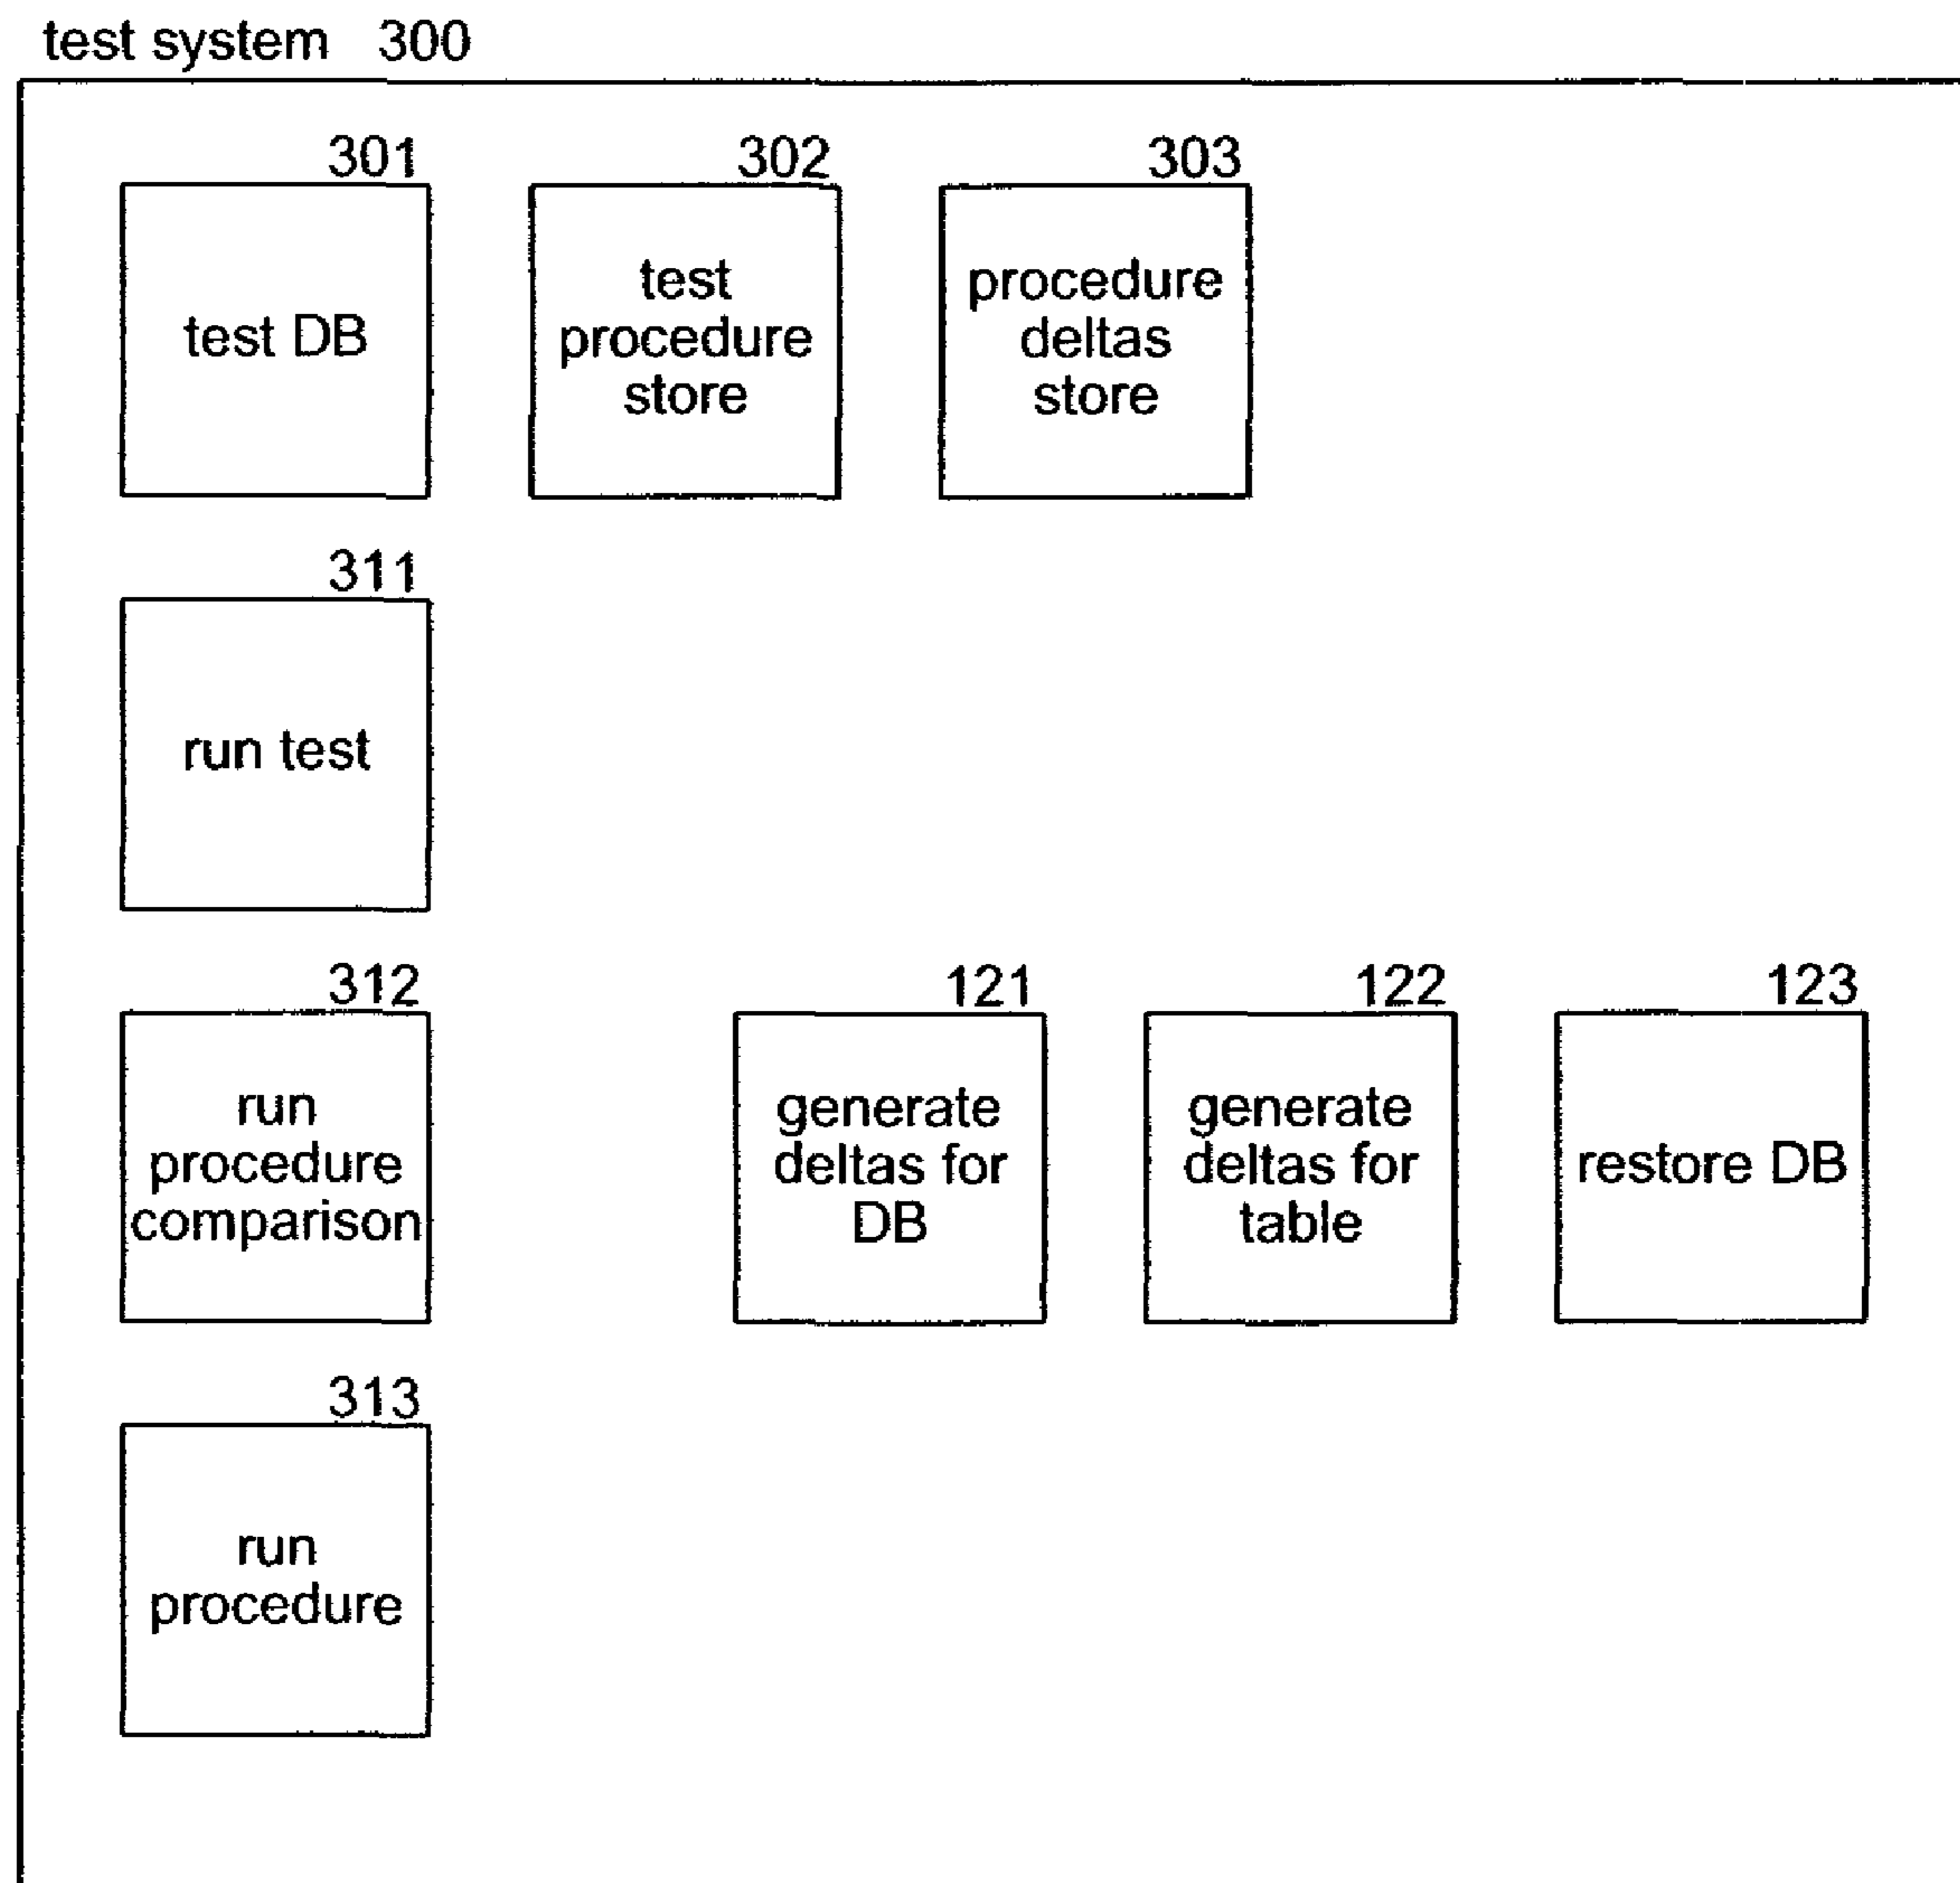 test system 300
301
test DB
302
test
procedure
store
303
procedure
deltas
store
311
run test
312
run
procedure
comparison
121
generate
deltas for
DB
122
generate
deltas for
table
123
restore DB
313
run
procedure